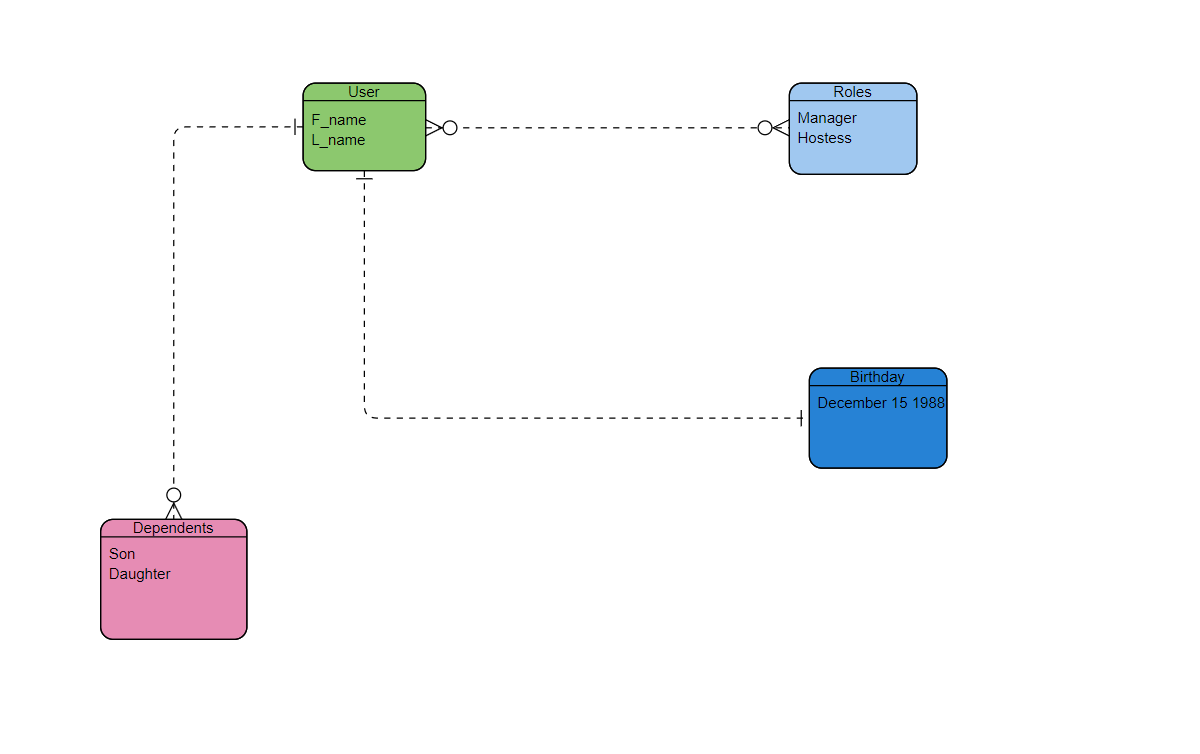 User
F_name
L_name
Roles
Manager
Hostess
Birthday
December 15 1988
Dependents
Son
Daughter